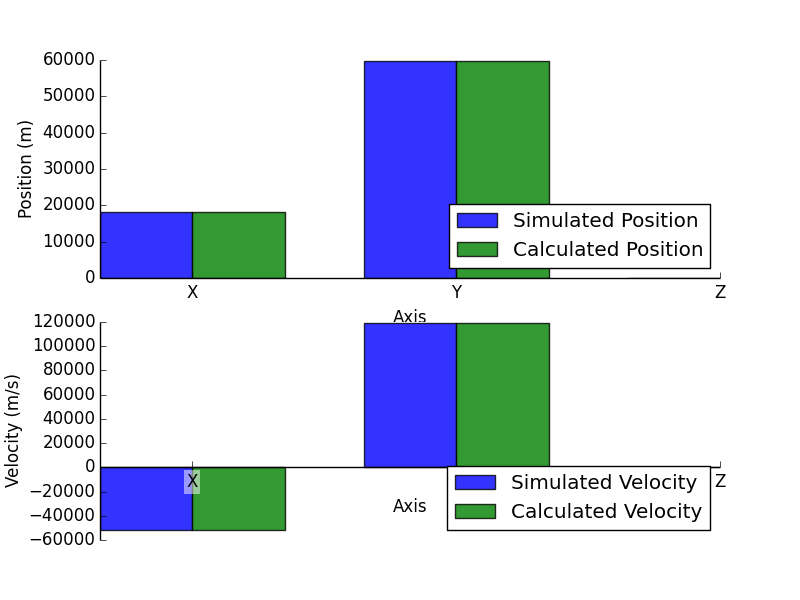 60000
50000
40000
30000
20000
10000
0
Position (m)
Simulated Position
Calculated Position
X Y Z
Axis
120000
100000
80000
60000
40000
20000
0
−20000
−40000
−60000
Velocity (m/s)
X Z
Simulated Velocity
Calculated Velocity
Axis